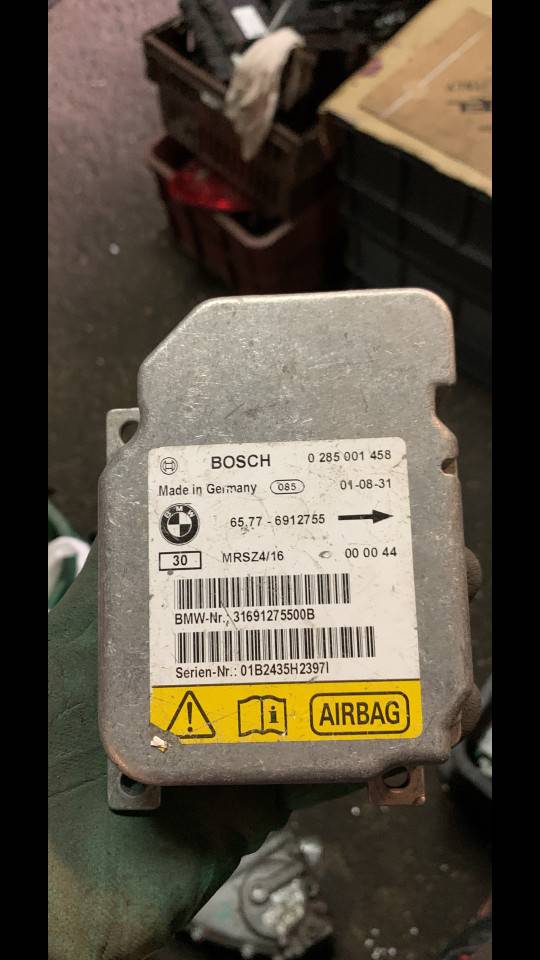 BOSCH 0 285 001 458
Made in Germany 085 01-08-31
BMW
65.77 - 6912755
30 MRSZ4/16 00 00 44
BMW-Nr.: 31691275500B
Serien-Nr.: 01B2435H2397I
AIRBAG